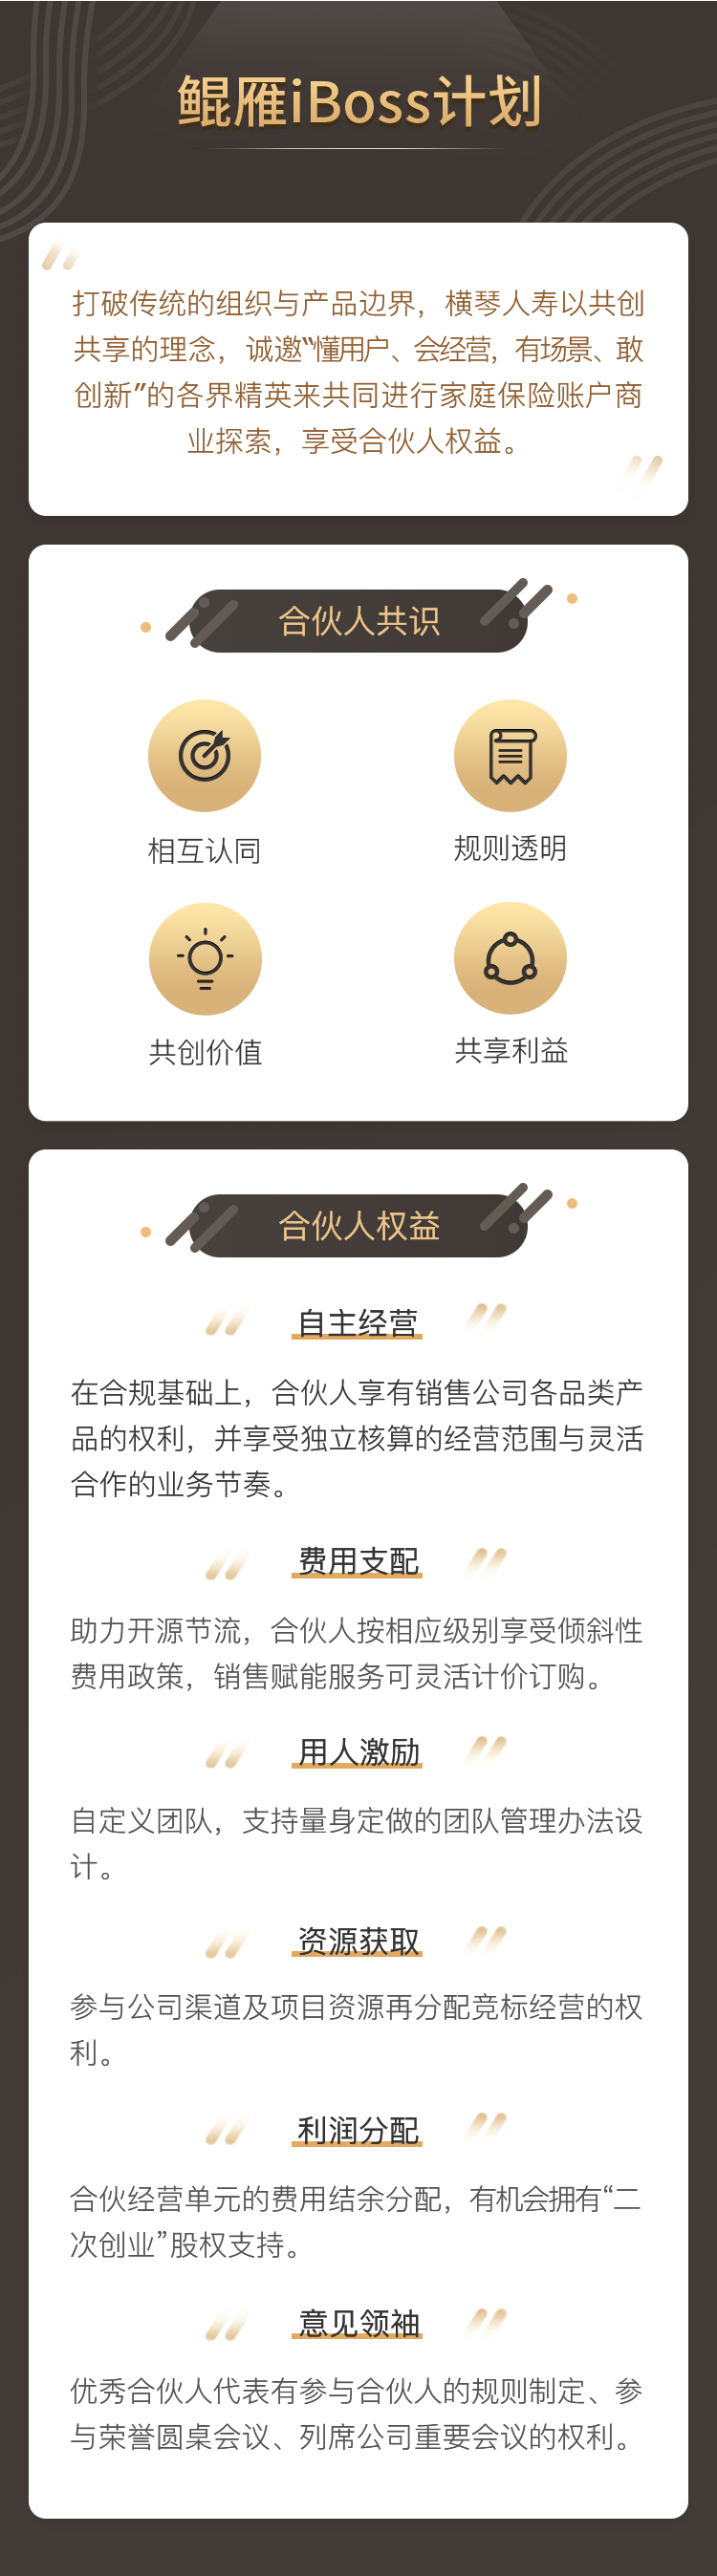 鲲雁iBoss计划
打破传统的组织与产品边界，横琴人寿以共创
共享的理念，诚邀“懂用户、会经营，有场景、敢
创新”的各界精英来共同进行家庭保险账户商
业探索，享受合伙人权益。
合伙人共识
相互认同
规则透明
共创价值
共享利益
合伙人权益
自主经营
在合规基础上，合伙人享有销售公司各品类产
品的权利，并享受独立核算的经营范围与灵活
合作的业务节奏。
费用支配
助力开源节流，合伙人按相应级别享受倾斜性
费用政策，销售赋能服务可灵活计价订购。
用人激励
自定义团队，支持量身定做的团队管理办法设
计。
资源获取
参与公司渠道及项目资源再分配竞标经营的权
利。
利润分配
合伙经营单元的费用结余分配，有机会拥有“二
次创业”股权支持。
意见领袖
优秀合伙人代表有参与合伙人的规则制定、参
与荣誉圆桌会议、列席公司重要会议的权利。